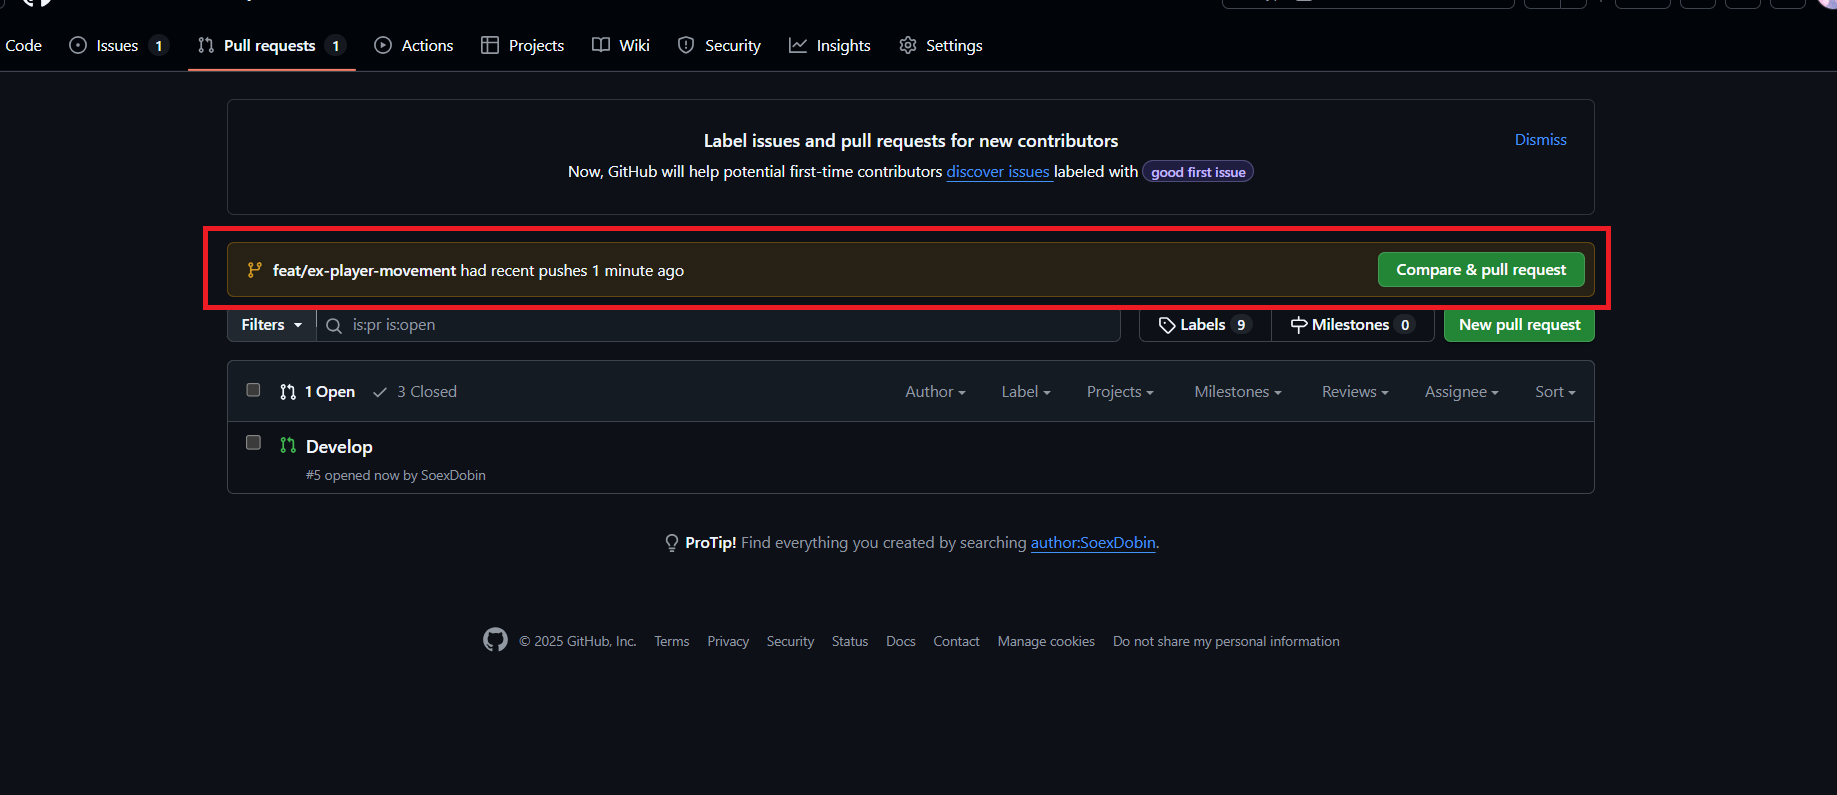 Code Issues 1 Pull requests 1 Actions Projects Wiki Security Insights Settings
Label issues and pull requests for new contributors
Dismiss
Now, GitHub will help potential first-time contributors discover issues labeled with good first issue
feat/ex-player-movement had recent pushes 1 minute ago
Compare & pull request
Filters is:pr is:open Labels 9 Milestones 0 New pull request
1 Open 3 Closed Author Label Projects Milestones Reviews Assignee Sort
Develop
#5 opened now by SoexDobin
ProTip! Find everything you created by searching author:SoexDobin.
© 2025 GitHub, Inc. Terms Privacy Security Status Docs Contact Manage cookies Do not share my personal information